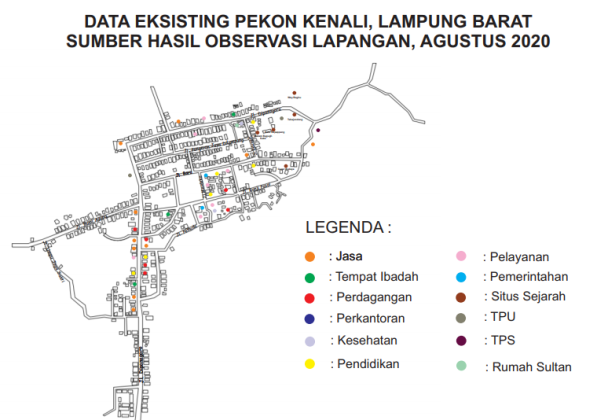 DATA EKSISTING PEKON KENALI, LAMPUNG BARAT
SUMBER HASIL OBSERVASI LAPANGAN, AGUSTUS 2020
LEGENDA :
: Jasa
: Tempat Ibadah
: Perdagangan
: Perkantoran
: Kesehatan
: Pendidikan
: Pelayanan
: Pemerintahan
: Situs Sejarah
: TPU
: TPS
: Rumah Sultan